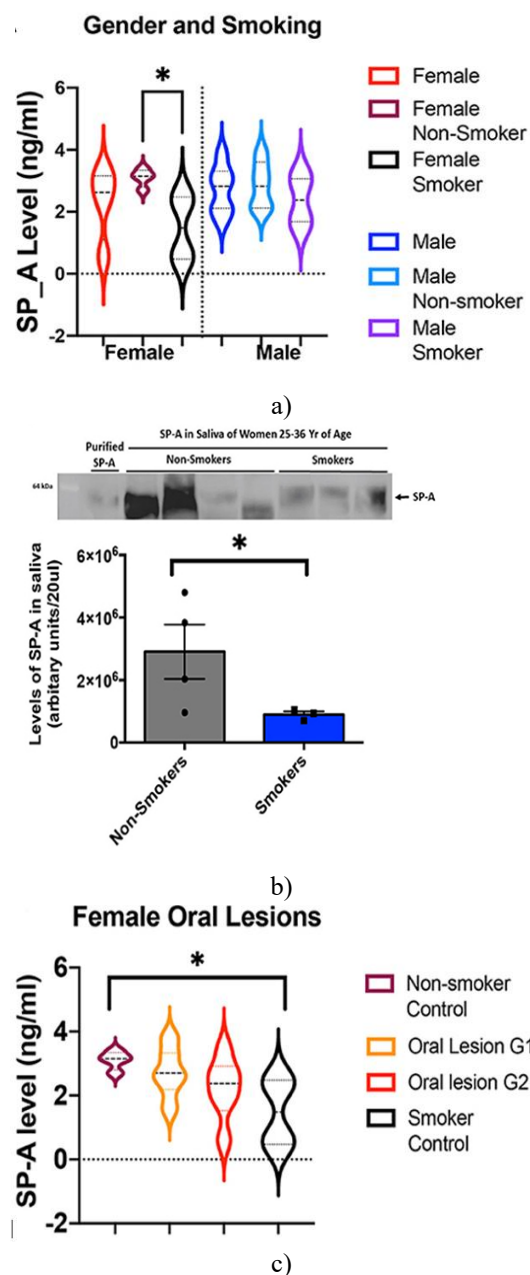 Gender and Smoking
*
SP_A Level (ng/ml)
6
4
2
0
-2
Female
Male
Female
Female
Non-Smoker
Female
Smoker
Male
Male
Non-smoker
Male
Smoker
a)
SP-A in Saliva of Women 25-36 Yr of Age
Purified
SP-A
Non-Smokers
Smokers
64 kDa
SP-A
*
Levels of SP-A in saliva
(arbitary units/20ul)
6×10⁶
4×10⁶
2×10⁶
0
Non-Smokers
Smokers
b)
Female Oral Lesions
*
SP-A level (ng/ml)
6
4
2
0
-2
Non-smoker
Control
Oral Lesion G1
Oral lesion G2
Smoker
Control
c)